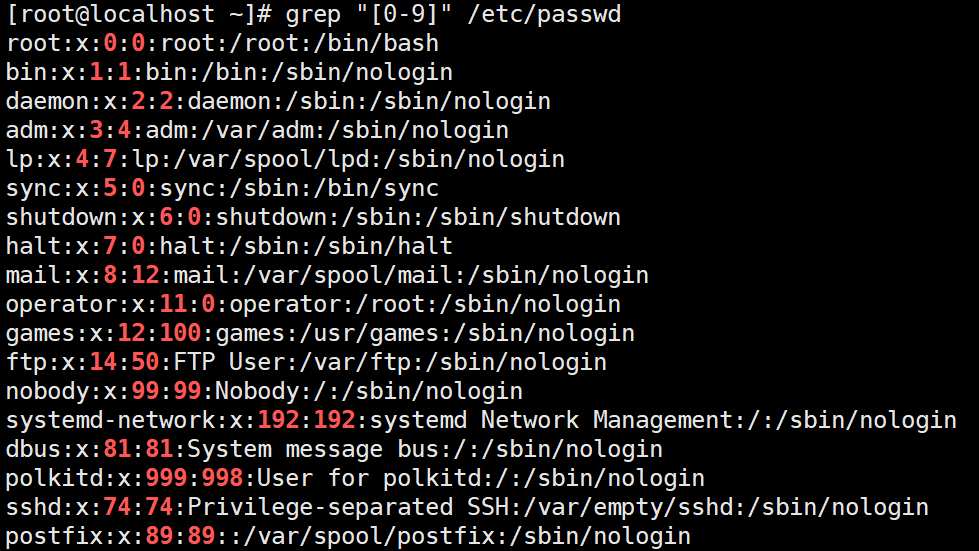 [root@localhost ~]# grep "[0-9]" /etc/passwd
root:x:0:0:root:/root:/bin/bash
bin:x:1:1:bin:/bin:/sbin/nologin
daemon:x:2:2:daemon:/sbin:/sbin/nologin
adm:x:3:4:adm:/var/adm:/sbin/nologin
lp:x:4:7:lp:/var/spool/lpd:/sbin/nologin
sync:x:5:0:sync:/sbin:/bin/sync
shutdown:x:6:0:shutdown:/sbin:/sbin/shutdown
halt:x:7:0:halt:/sbin:/sbin/halt
mail:x:8:12:mail:/var/spool/mail:/sbin/nologin
operator:x:11:0:operator:/root:/sbin/nologin
games:x:12:100:games:/usr/games:/sbin/nologin
ftp:x:14:50:FTP User:/var/ftp:/sbin/nologin
nobody:x:99:99:Nobody:/:/sbin/nologin
systemd-network:x:192:192:systemd Network Management:/:/sbin/nologin
dbus:x:81:81:System message bus:/:/sbin/nologin
polkitd:x:999:998:User for polkitd:/:/sbin/nologin
sshd:x:74:74:Privilege-separated SSH:/var/empty/sshd:/sbin/nologin
postfix:x:89:89::/var/spool/postfix:/sbin/nologin